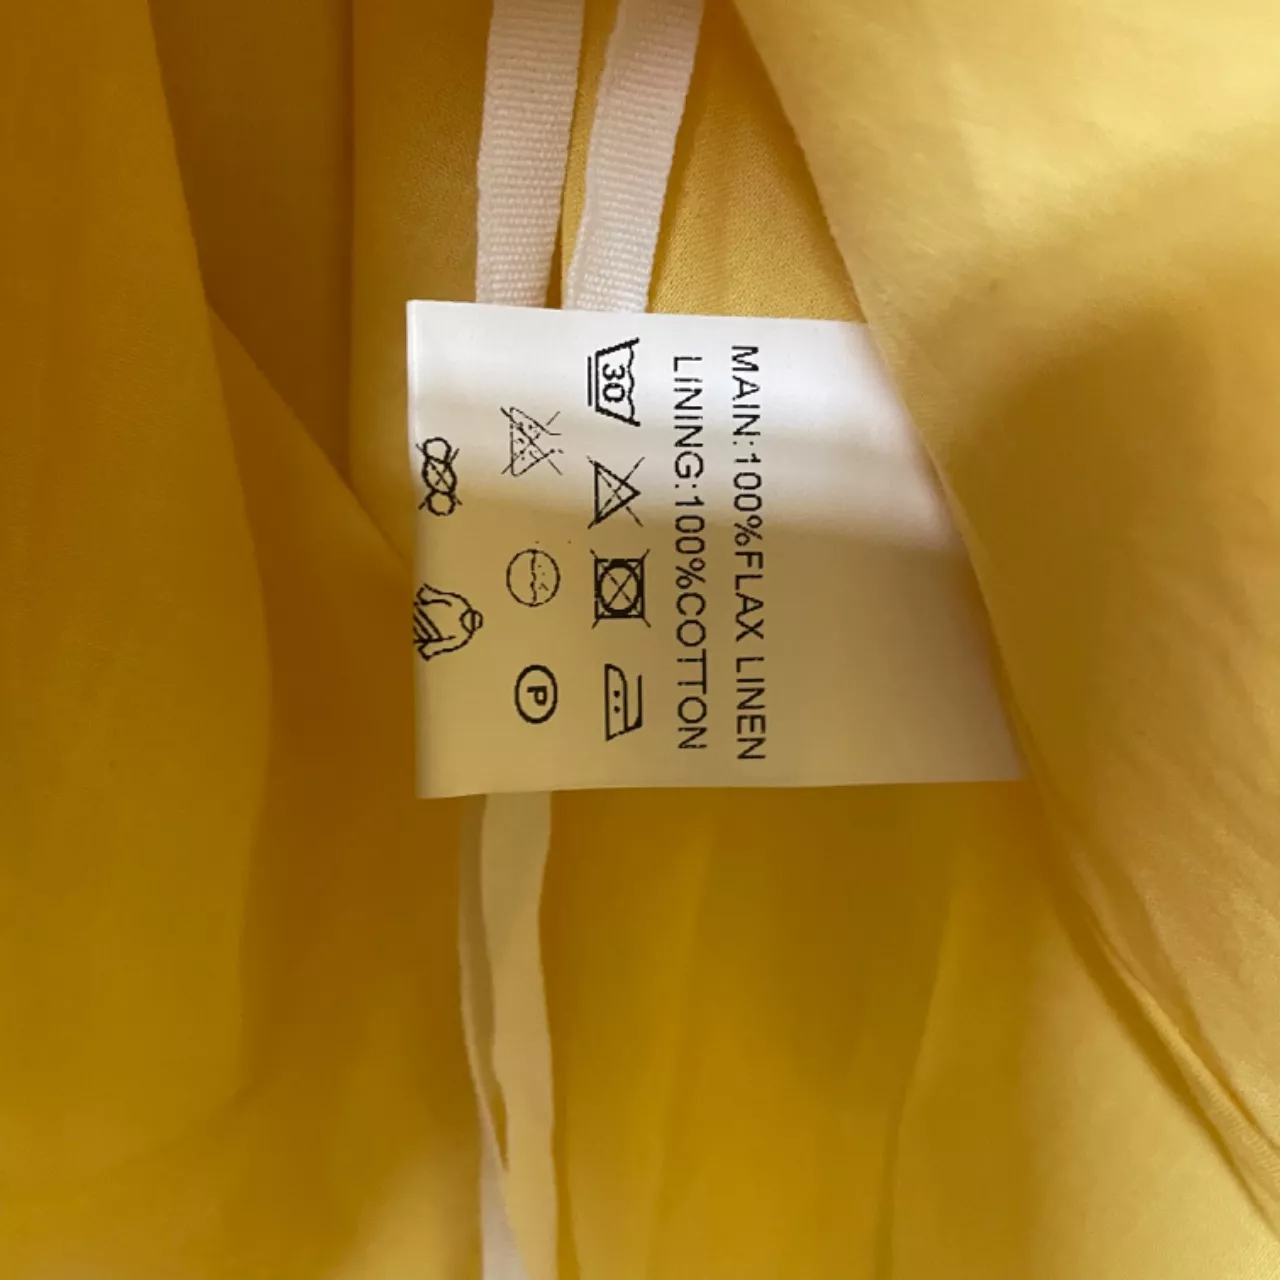 MAIN:100%FLAX LINEN
LINING:100%COTTON
30
P